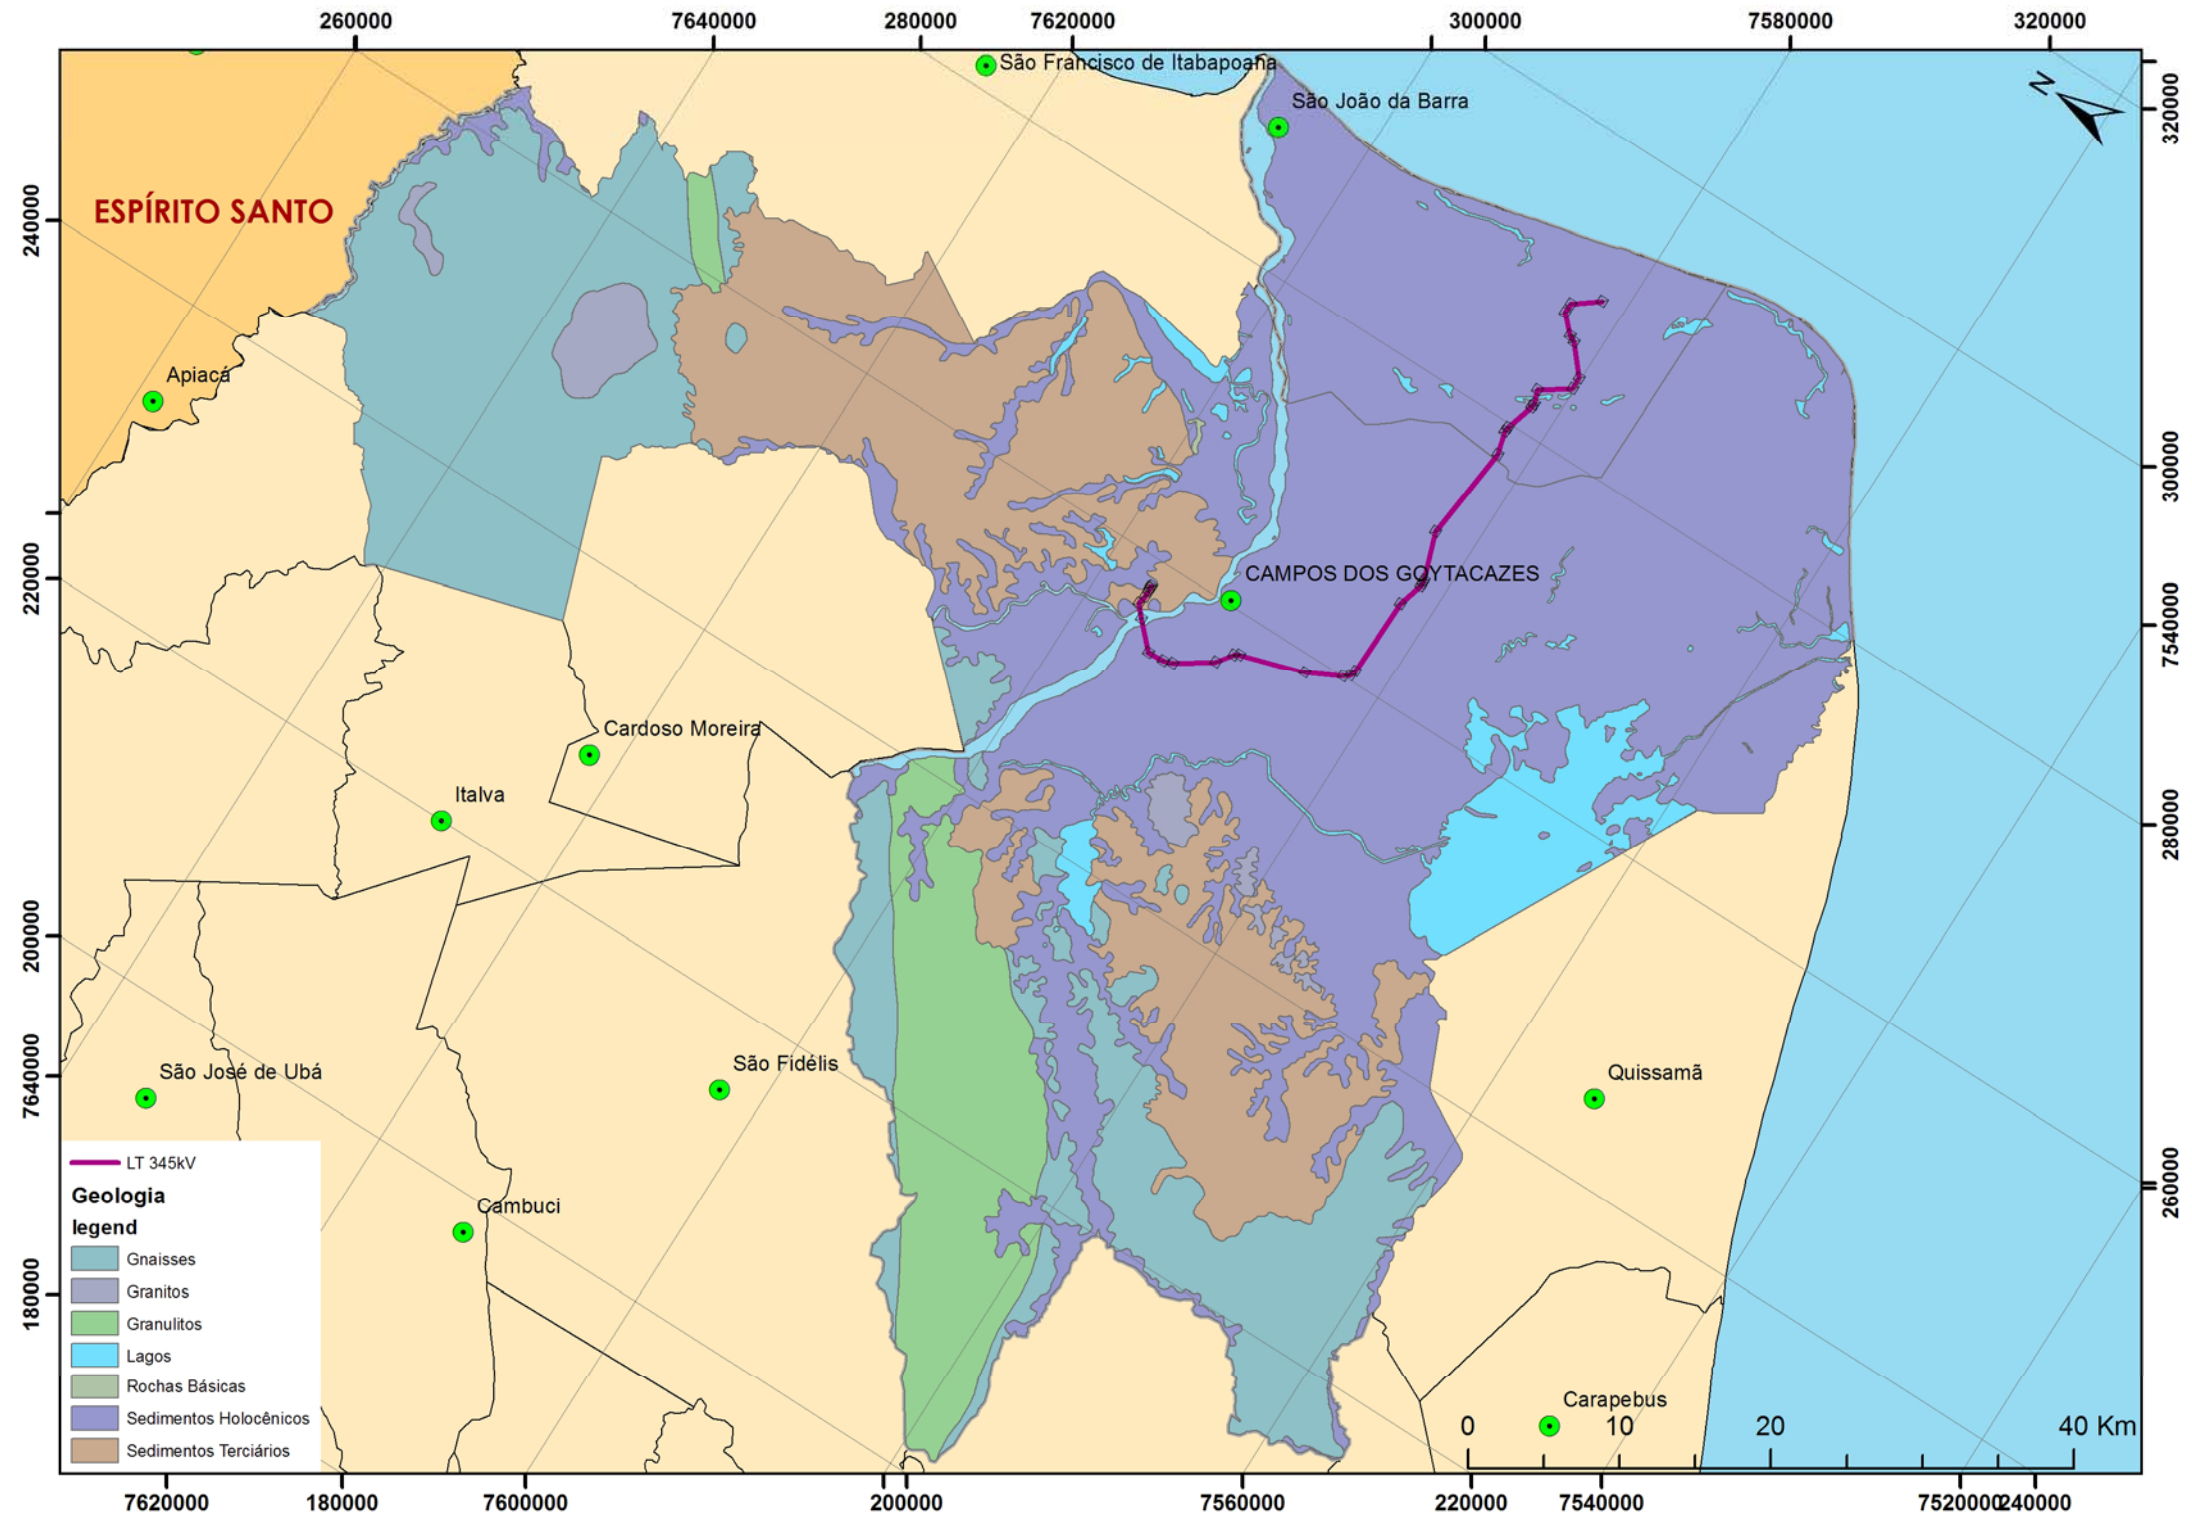 260000 7640000 280000 7620000 300000 7580000 320000
São Francisco de Itabapoana
N
São João da Barra
320000
240000
ESPÍRITO SANTO
Apiacá
300000
220000
CAMPOS DOS GOYTACAZES
7540000
Cardoso Moreira
Italva
280000
200000
7640000
São José de Ubá
São Fidélis
Quissamã
LT 345kV
Geologia
legend
Gnaisses
Granitos
Granulitos
Lagos
Rochas Básicas
Sedimentos Holocênicos
Sedimentos Terciários
Cambuci
260000
180000
Carapebus
0 10 20 40 Km
7620000 180000 7600000 200000 7560000 220000 7540000 7520000 240000